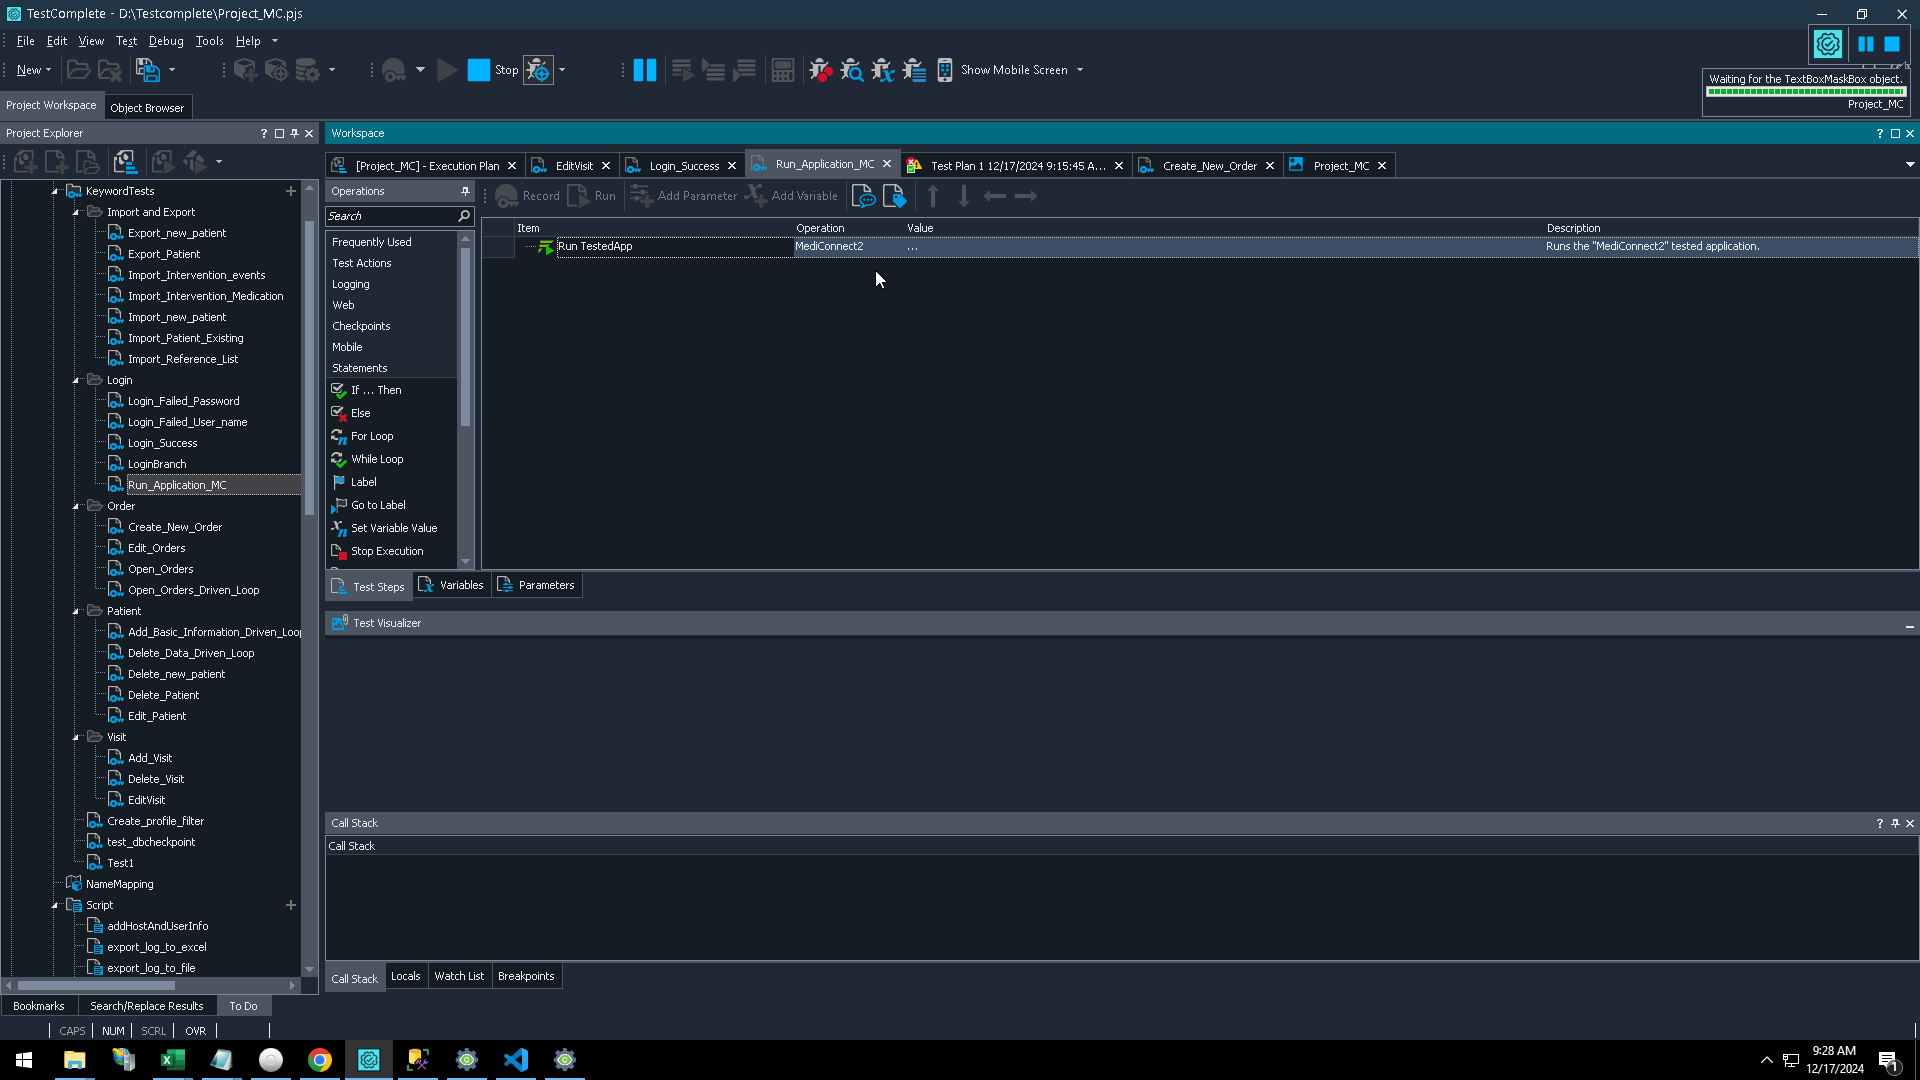 TestComplete - D:\Testcomplete\Project_MC.pjs
File Edit View Test Debug Tools Help
New Stop Show Mobile Screen
Waiting for the TextBoxMaskBox object.
Project_MC
Project Workspace Object Browser
Project Explorer
KeywordTests
Import and Export
Export_new_patient
Export_Patient
Import_Intervention_events
Import_Intervention_Medication
Import_new_patient
Import_Patient_Existing
Import_Reference_List
Login
Login_Failed_Password
Login_Failed_User_name
Login_Success
LoginBranch
Run_Application_MC
Order
Create_New_Order
Edit_Orders
Open_Orders
Open_Orders_Driven_Loop
Patient
Add_Basic_Information_Driven_Loo
Delete_Data_Driven_Loop
Delete_new_patient
Delete_Patient
Edit_Patient
Visit
Add_Visit
Delete_Visit
EditVisit
Create_profile_filter
test_dbcheckpoint
Test1
NameMapping
Script
addHostAndUserInfo
export_log_to_excel
export_log_to_file
Workspace
[Project_MC] - Execution Plan EditVisit Login_Success Run_Application_MC Test Plan 1 12/17/2024 9:15:45 A... Create_New_Order Project_MC
Operations
Search
Frequently Used
Test Actions
Logging
Web
Checkpoints
Mobile
Statements
If ... Then
Else
For Loop
While Loop
Label
Go to Label
Set Variable Value
Stop Execution
Record Run Add Parameter Add Variable
Item Operation Value Description
Run TestedApp MediConnect2 ... Runs the "MediConnect2" tested application.
Test Steps Variables Parameters
Test Visualizer
Call Stack
Call Stack
Call Stack Locals Watch List Breakpoints
Bookmarks Search/Replace Results To Do
CAPS NUM SCRL OVR
9:28 AM
12/17/2024
1